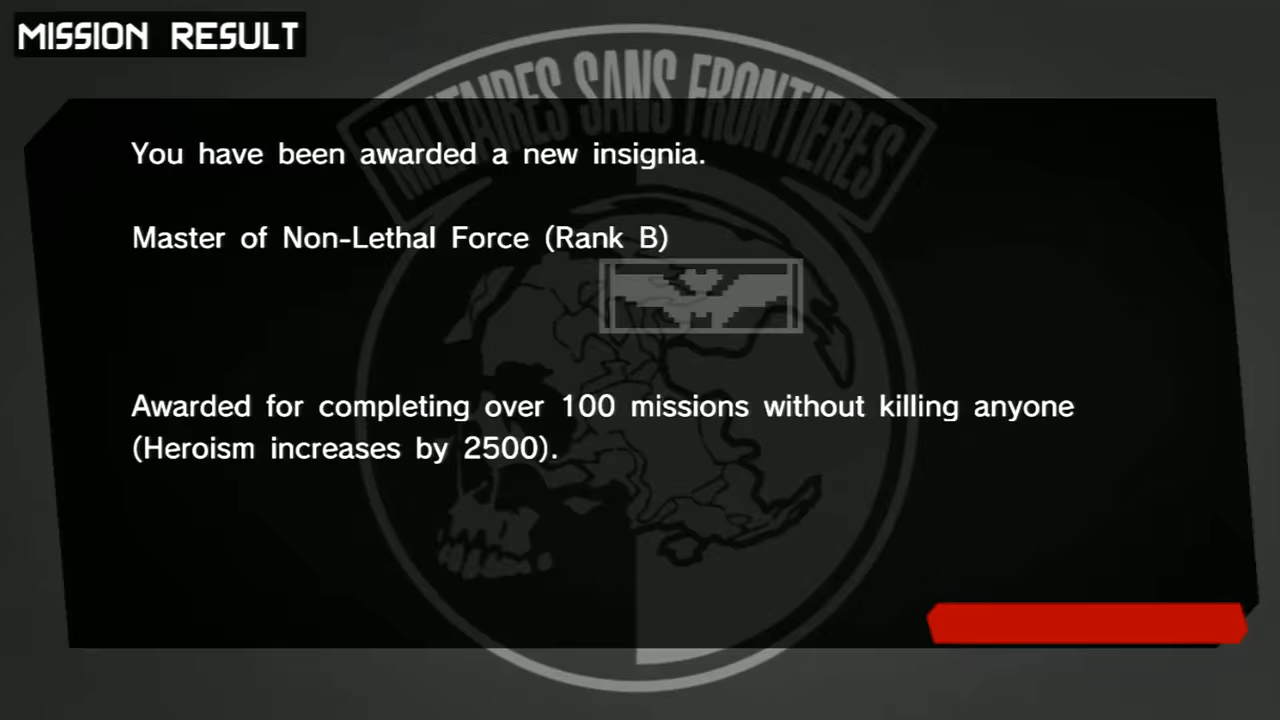 MISSION RESULT
MILITAIRES SANS FRONTIERES
You have been awarded a new insignia.
Master of Non-Lethal Force (Rank B)
Awarded for completing over 100 missions without killing anyone
(Heroism increases by 2500).